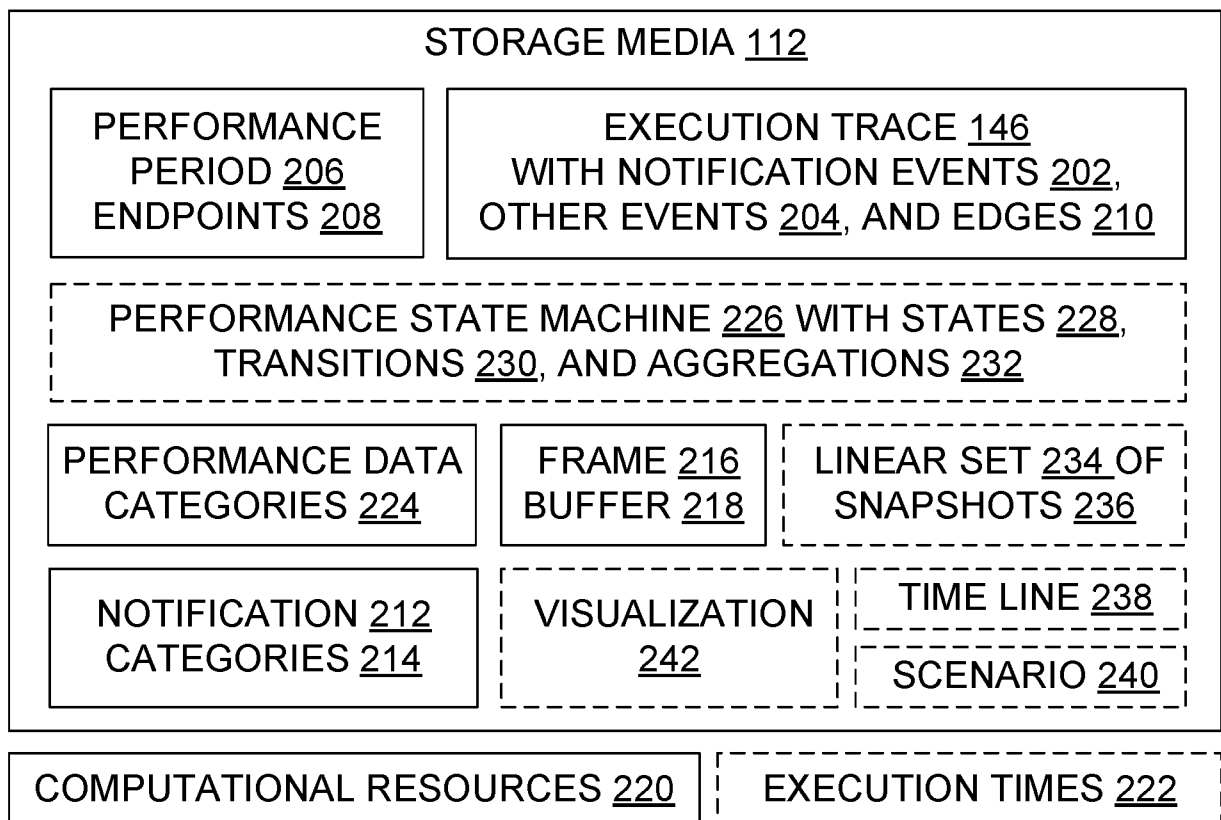 STORAGE MEDIA 112
PERFORMANCE
PERIOD 206
ENDPOINTS 208
EXECUTION TRACE 146
WITH NOTIFICATION EVENTS 202,
OTHER EVENTS 204, AND EDGES 210
PERFORMANCE STATE MACHINE 226 WITH STATES 228,
TRANSITIONS 230, AND AGGREGATIONS 232
PERFORMANCE DATA
CATEGORIES 224
FRAME 216
BUFFER 218
LINEAR SET 234 OF
SNAPSHOTS 236
NOTIFICATION 212
CATEGORIES 214
VISUALIZATION
242
TIME LINE 238
SCENARIO 240
COMPUTATIONAL RESOURCES 220
EXECUTION TIMES 222